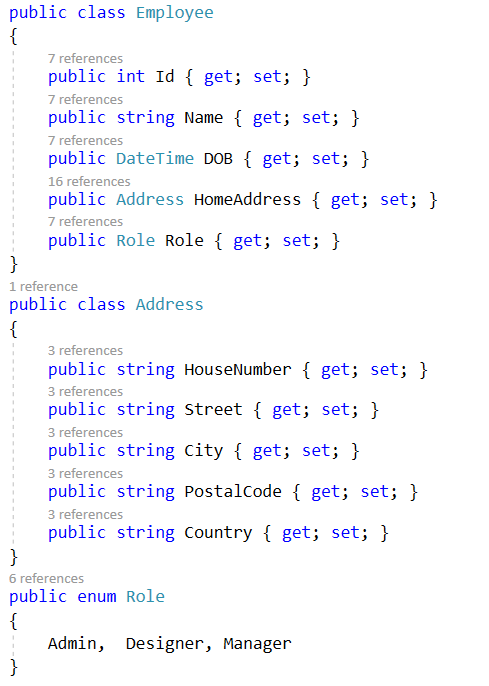 public class Employee
{
7 references
public int Id { get; set; }
7 references
public string Name { get; set; }
7 references
public DateTime DOB { get; set; }
16 references
public Address HomeAddress { get; set; }
7 references
public Role Role { get; set; }
}
1 reference
public class Address
{
3 references
public string HouseNumber { get; set; }
3 references
public string Street { get; set; }
3 references
public string City { get; set; }
3 references
public string PostalCode { get; set; }
3 references
public string Country { get; set; }
}
6 references
public enum Role
{
Admin,  Designer, Manager
}